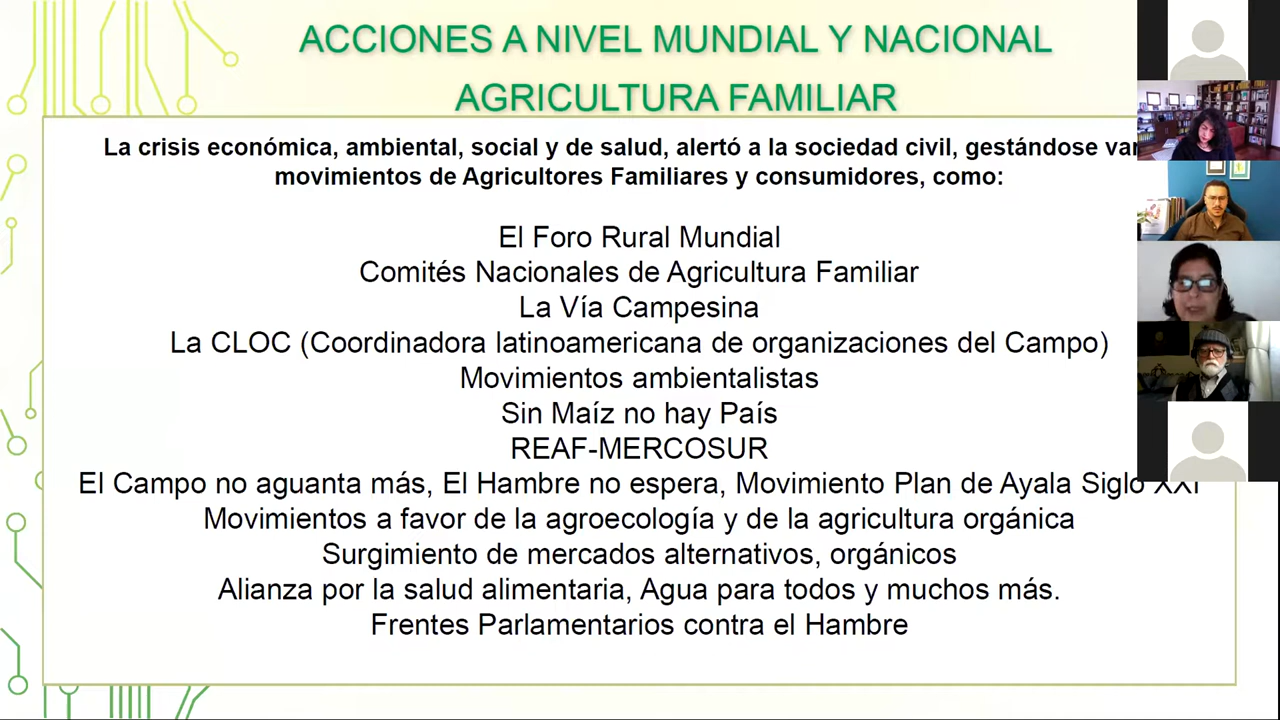 ACCIONES A NIVEL MUNDIAL Y NACIONAL
AGRICULTURA FAMILIAR
La crisis económica, ambiental, social y de salud, alertó a la sociedad civil, gestándose
movimientos de Agricultores Familiares y consumidores, como:
El Foro Rural Mundial
Comités Nacionales de Agricultura Familiar
La Vía Campesina
La CLOC (Coordinadora latinoamericana de organizaciones del Campo)
Movimientos ambientalistas
Sin Maíz no hay País
REAF-MERCOSUR
El Campo no aguanta más, El Hambre no espera, Movimiento Plan de Ayala Siglo XXI
Movimientos a favor de la agroecología y de la agricultura orgánica
Surgimiento de mercados alternativos, orgánicos
Alianza por la salud alimentaria, Agua para todos y muchos más.
Frentes Parlamentarios contra el Hambre